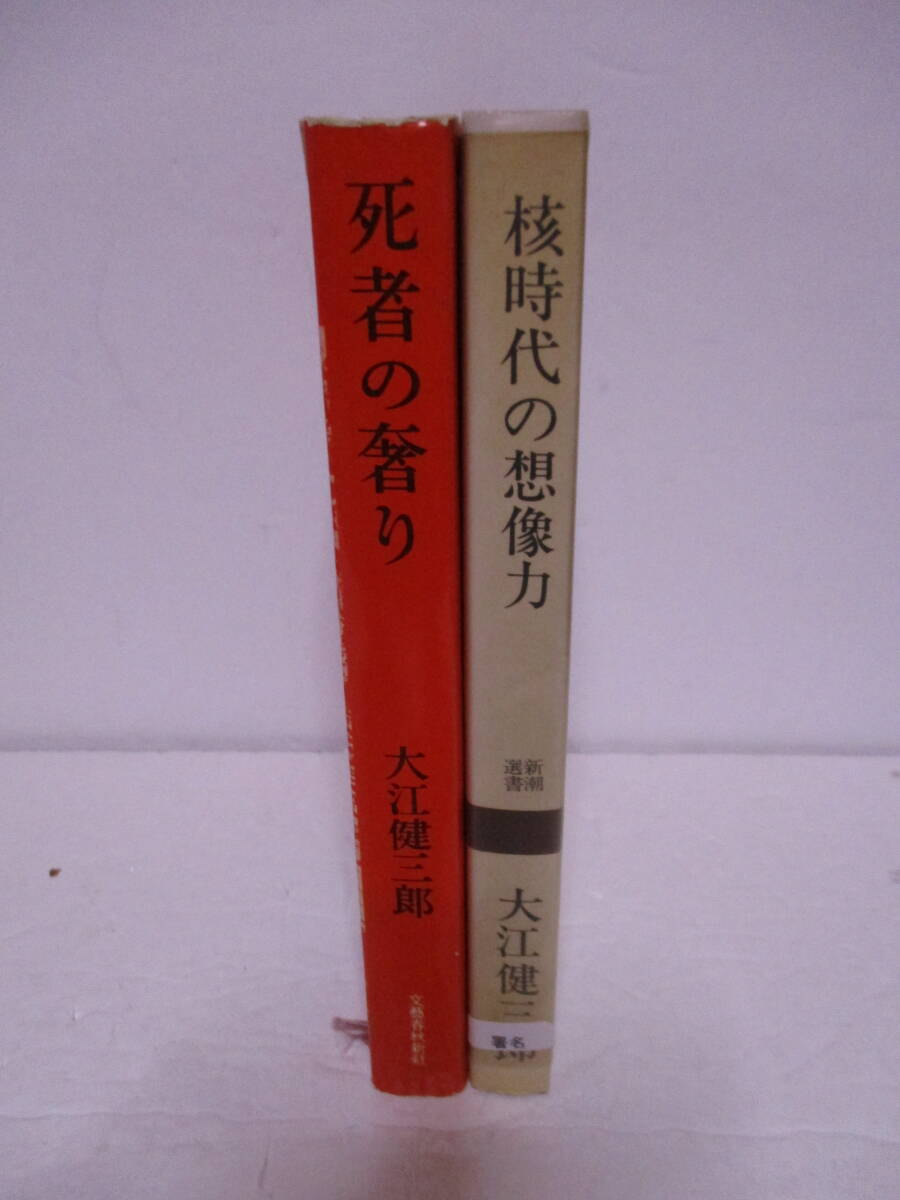 死者の奢り
大江健三郎
文藝春秋新社
核時代の想像力
新潮
選書
大江健三
署名